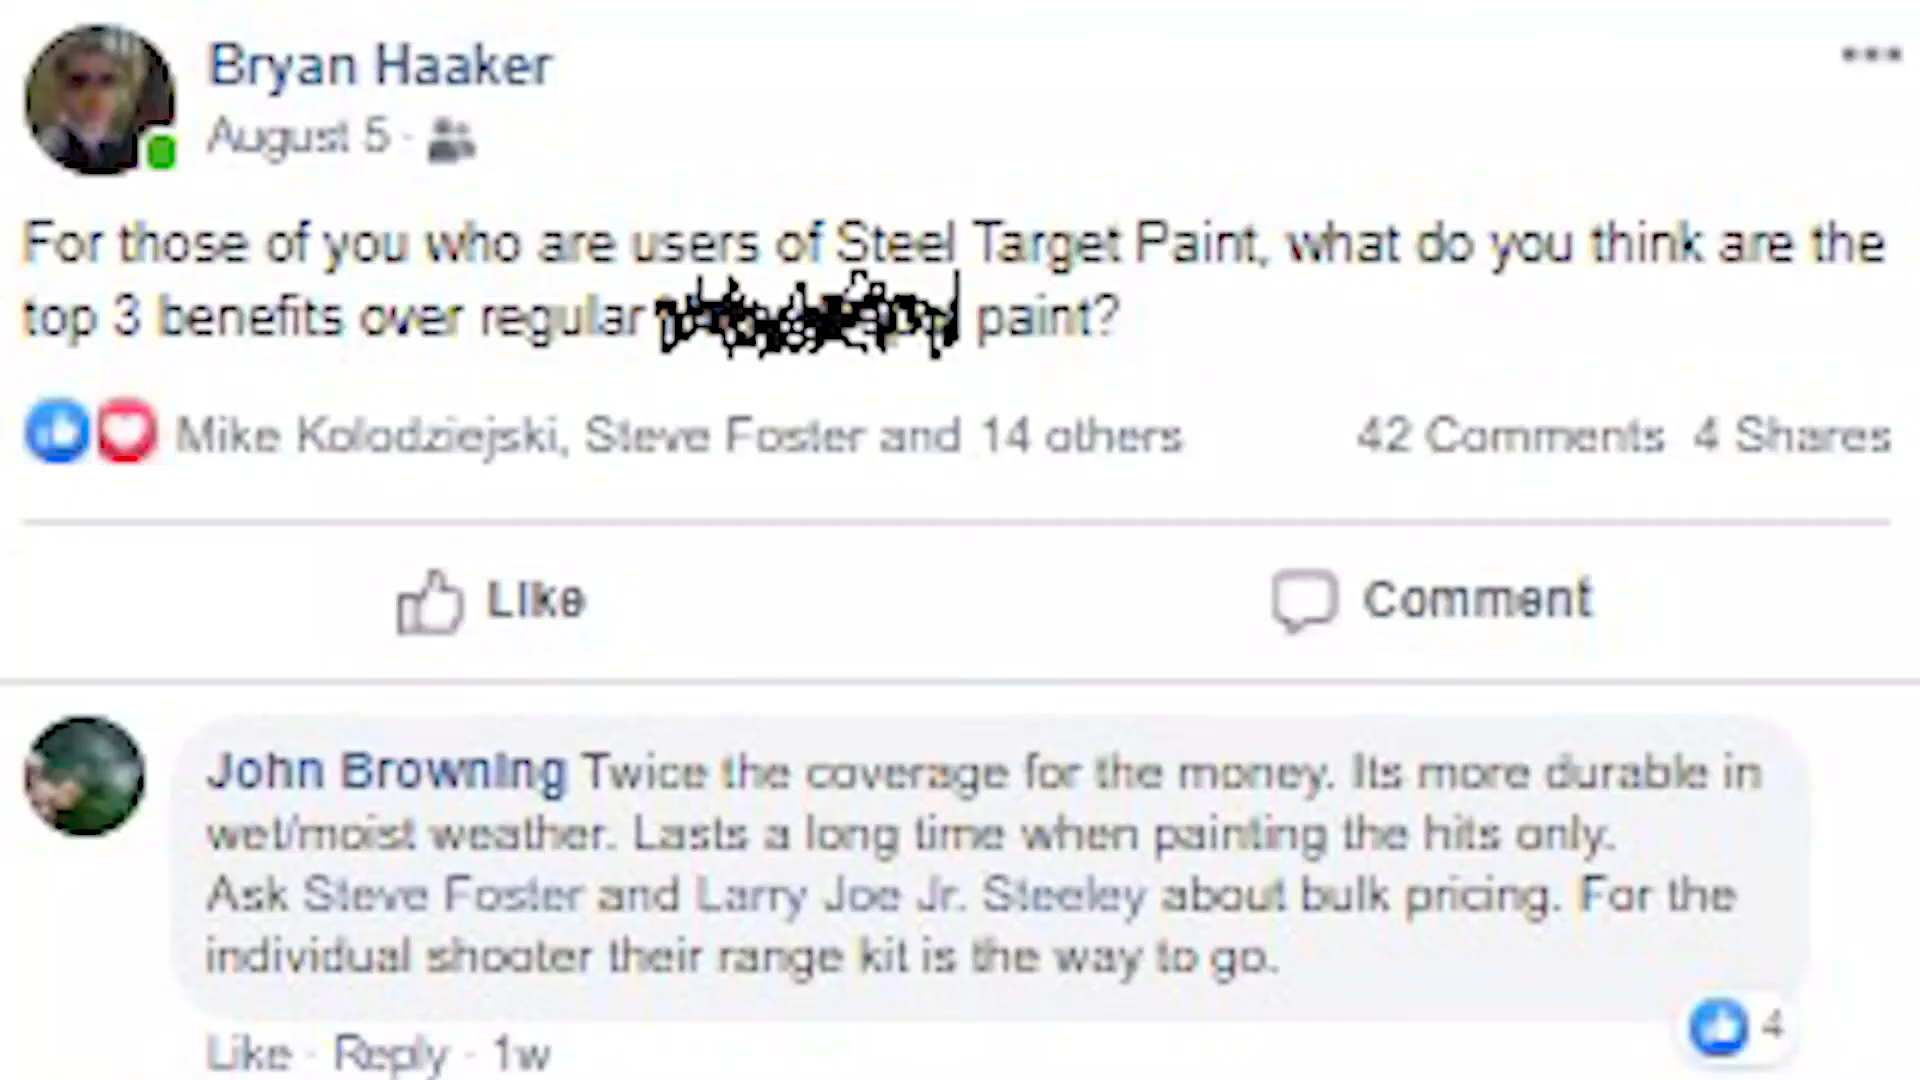 Bryan Haaker
August 5 ·
For those of you who are users of Steel Target Paint, what do you think are the
top 3 benefits over regular paint?
Mike Kolodziejski, Steve Foster and 14 others 42 Comments 4 Shares
Like Comment
John Browning Twice the coverage for the money. Its more durable in
wet/moist weather. Lasts a long time when painting the hits only.
Ask Steve Foster and Larry Joe Jr. Steeley about bulk pricing. For the
individual shooter their range kit is the way to go.
4
Like · Reply · 1w